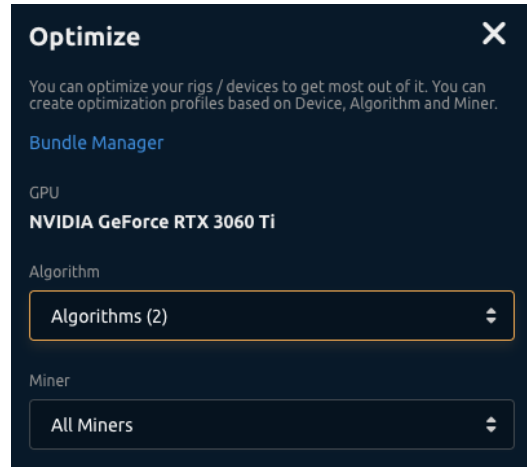 Optimize
You can optimize your rigs / devices to get most out of it. You can
create optimization profiles based on Device, Algorithm and Miner.
Bundle Manager
GPU
NVIDIA GeForce RTX 3060 Ti
Algorithm
Algorithms (2)
Miner
All Miners